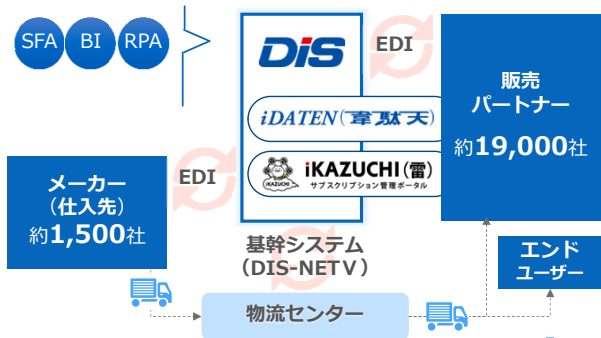 SFA
BI
RPA
DiS
EDI
iDATEN(韋駄天)
iKAZUCHI
iKAZUCHI(雷)
サブスクリプション管理ポータル
販売
パートナー
約19,000社
メーカー
（仕入先）
約1,500社
EDI
基幹システム
（DIS-NETⅤ）
エンド
ユーザー
物流センター